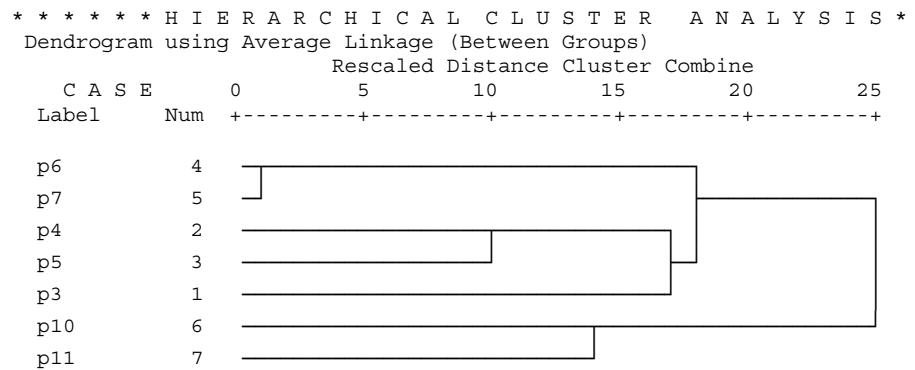 * * * * * * H I E R A R C H I C A L   C L U S T E R   A N A L Y S I S *
Dendrogram using Average Linkage (Between Groups)
Rescaled Distance Cluster Combine
C A S E 0 5 10 15 20 25
Label Num +---------+---------+---------+---------+---------+
p6 4
p7 5
p4 2
p5 3
p3 1
p10 6
p11 7